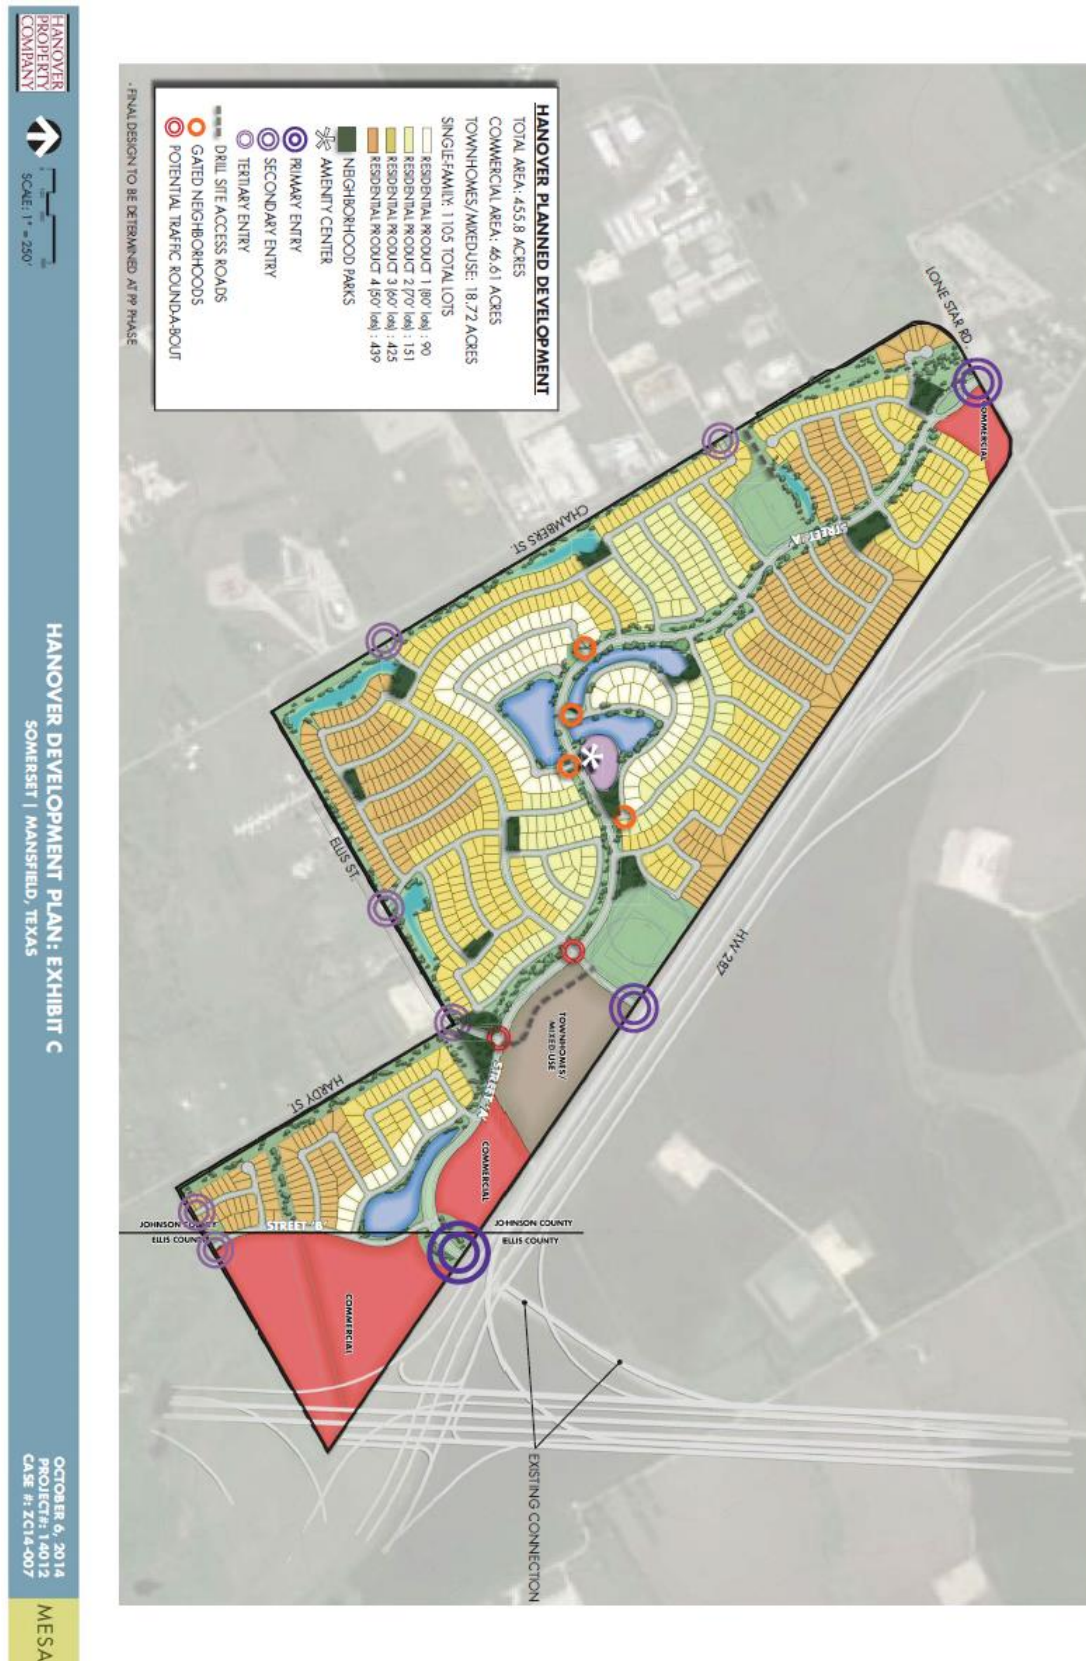 HANOVER PLANNED DEVELOPMENT
TOTAL AREA: 455.8 ACRES
COMMERCIAL AREA: 46.61 ACRES
TOWNHOMES/MIXED-USE: 18.72 ACRES
SINGLE-FAMILY: 1105 TOTAL LOTS
RESIDENTIAL PRODUCT 1 (80' lots) : 90
RESIDENTIAL PRODUCT 2 (70' lots) : 151
RESIDENTIAL PRODUCT 3 (60' lots) : 425
RESIDENTIAL PRODUCT 4 (50' lots) : 439
NEIGHBORHOOD PARKS
AMENITY CENTER
PRIMARY ENTRY
SECONDARY ENTRY
TERTIARY ENTRY
DRILL SITE ACCESS ROADS
GATED NEIGHBORHOODS
POTENTIAL TRAFFIC ROUND-A-BOUT
- FINAL DESIGN TO BE DETERMINED AT PP PHASE
LONE STAR RD.
COMMERCIAL
STREET 'A'
CHAMBERS ST.
ELLIS ST.
HW 287
TOWNHOMES/
MIXED-USE
STREET 'A'
COMMERCIAL
HARDY ST.
STREET 'B'
JOHNSON COUNTY
ELLIS COUNTY
JOHNSON COUNTY
ELLIS COUNTY
COMMERCIAL
EXISTING CONNECTION
HANOVER
PROPERTY
COMPANY
SCALE: 1" = 250'
HANOVER DEVELOPMENT PLAN: EXHIBIT C
SOMERSET | MANSFIELD, TEXAS
OCTOBER 6, 2014
PROJECT#: 14012
CASE #: ZC14-007
MESA